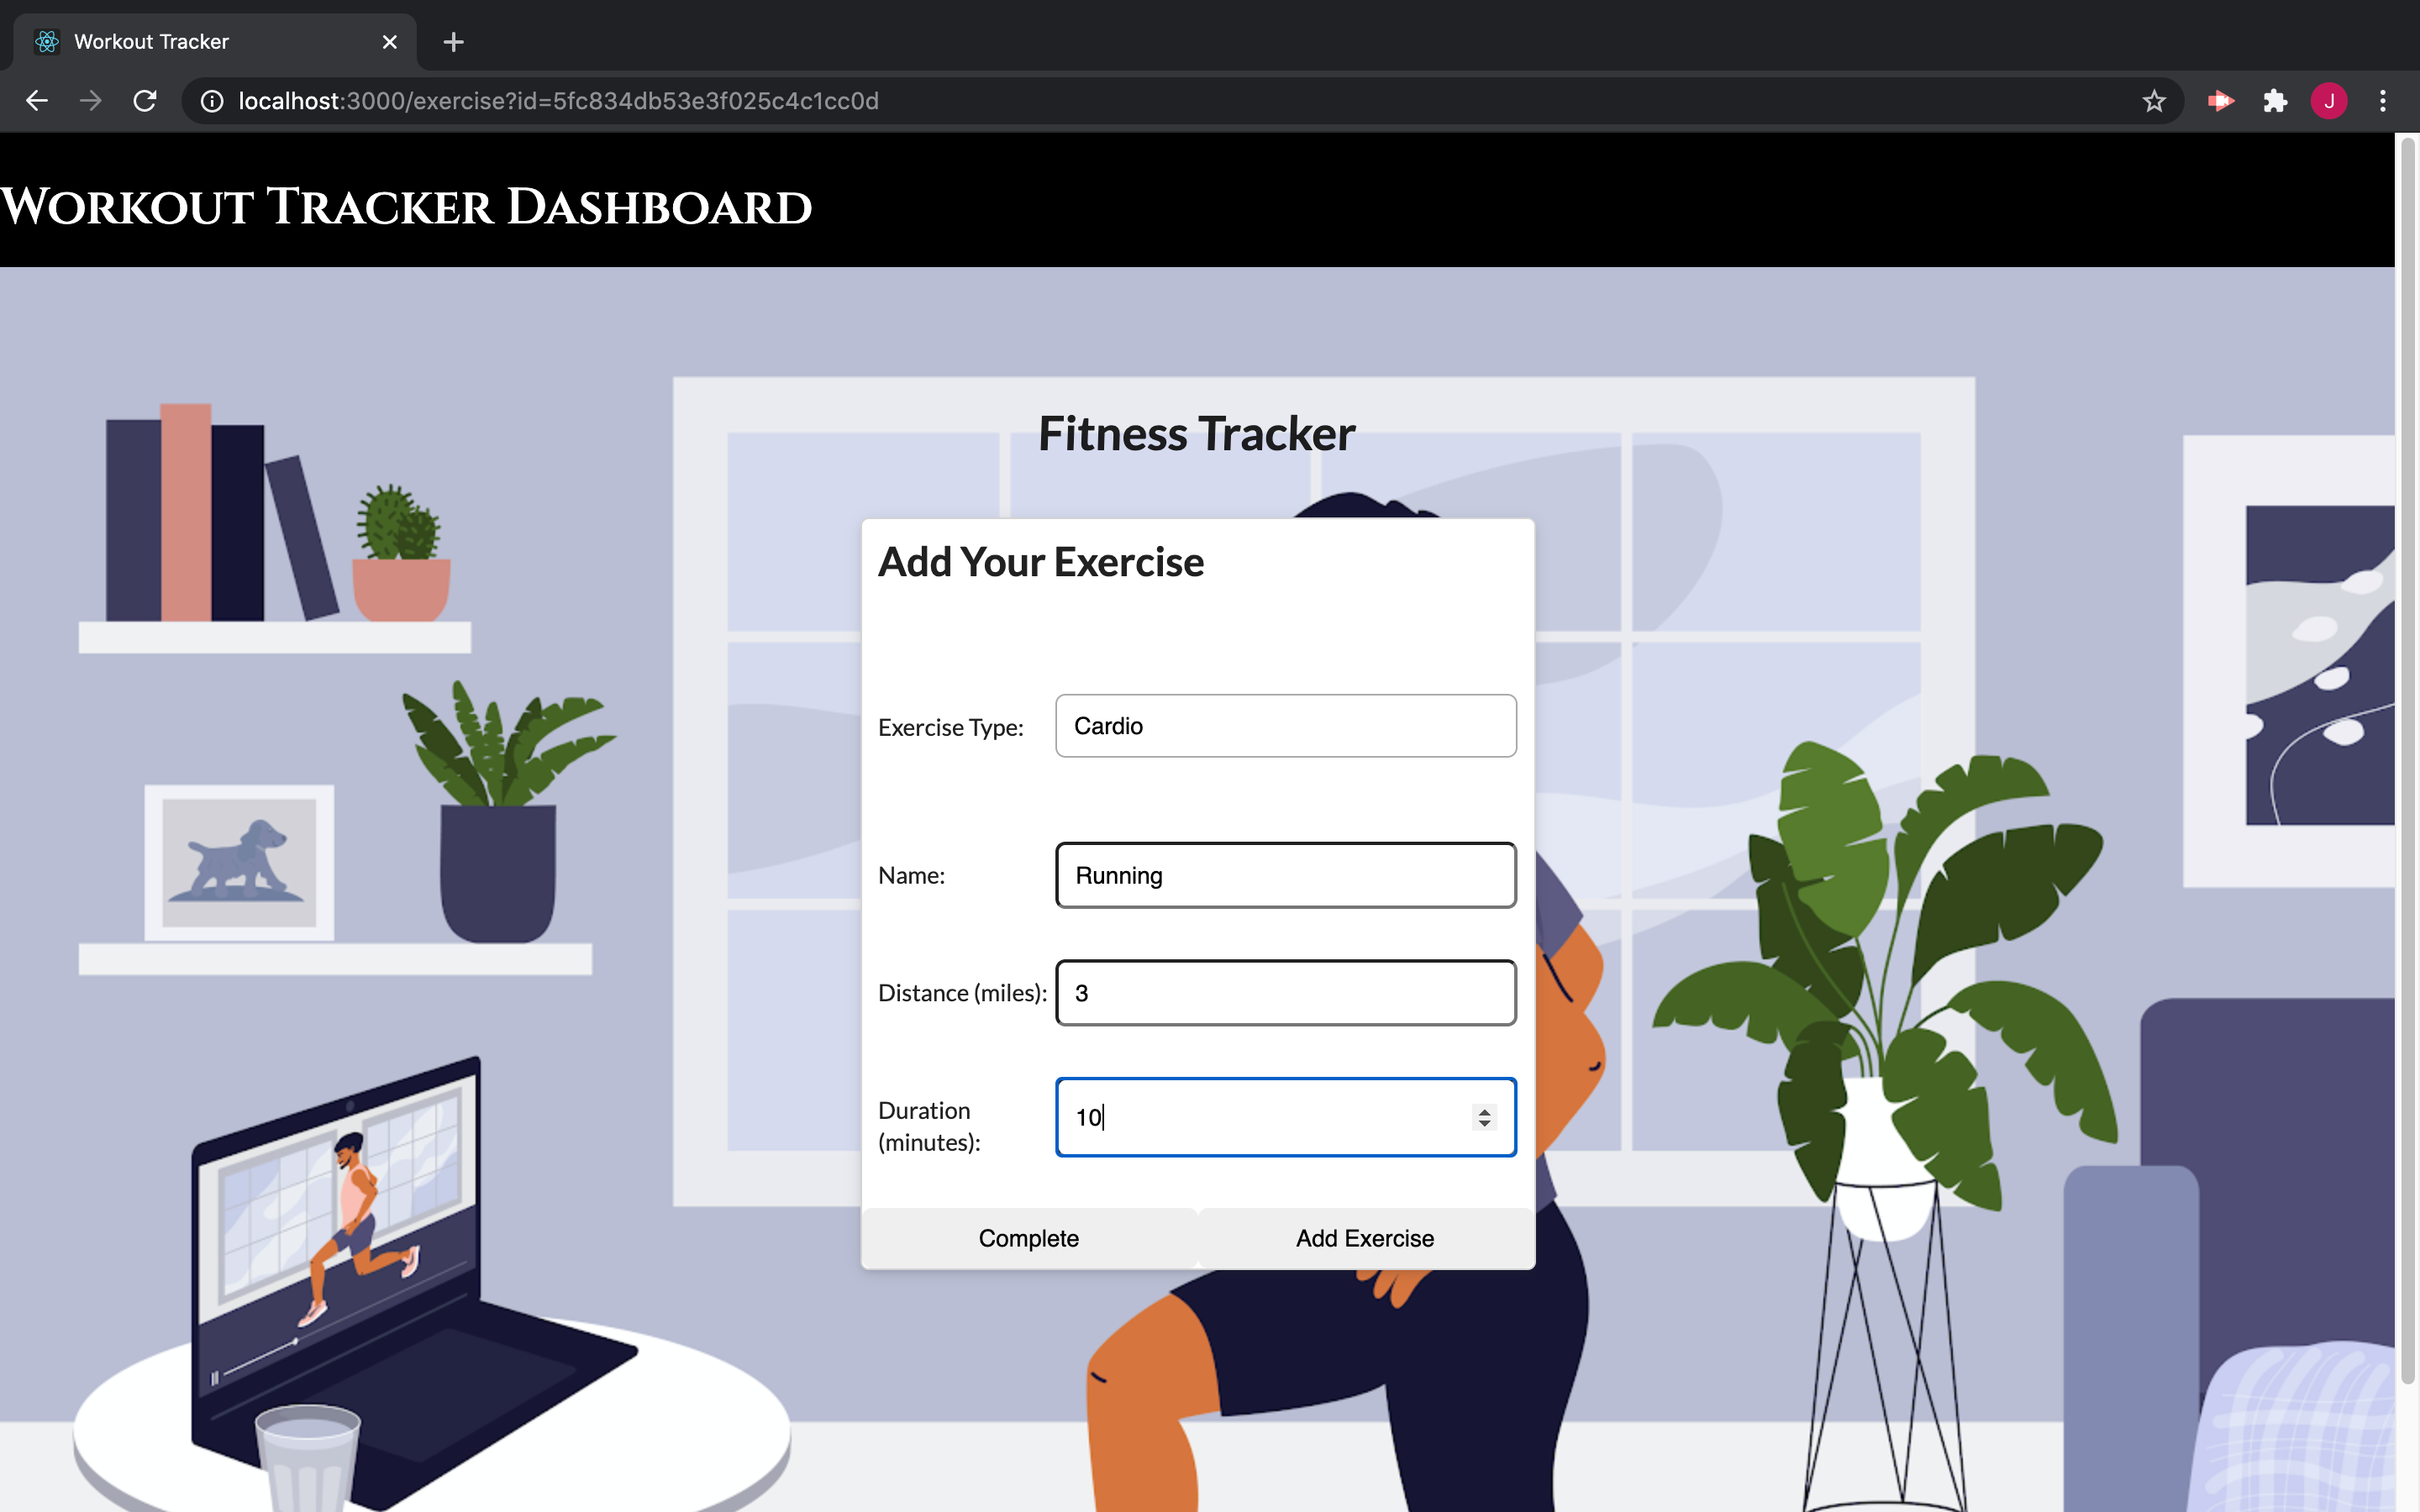 Workout Tracker
localhost:3000/exercise?id=5fc834db53e3f025c4c1cc0d
J
Workout Tracker Dashboard
Fitness Tracker
Add Your Exercise
Exercise Type: Cardio
Name: Running
Distance (miles): 3
Duration (minutes): 10
Complete Add Exercise